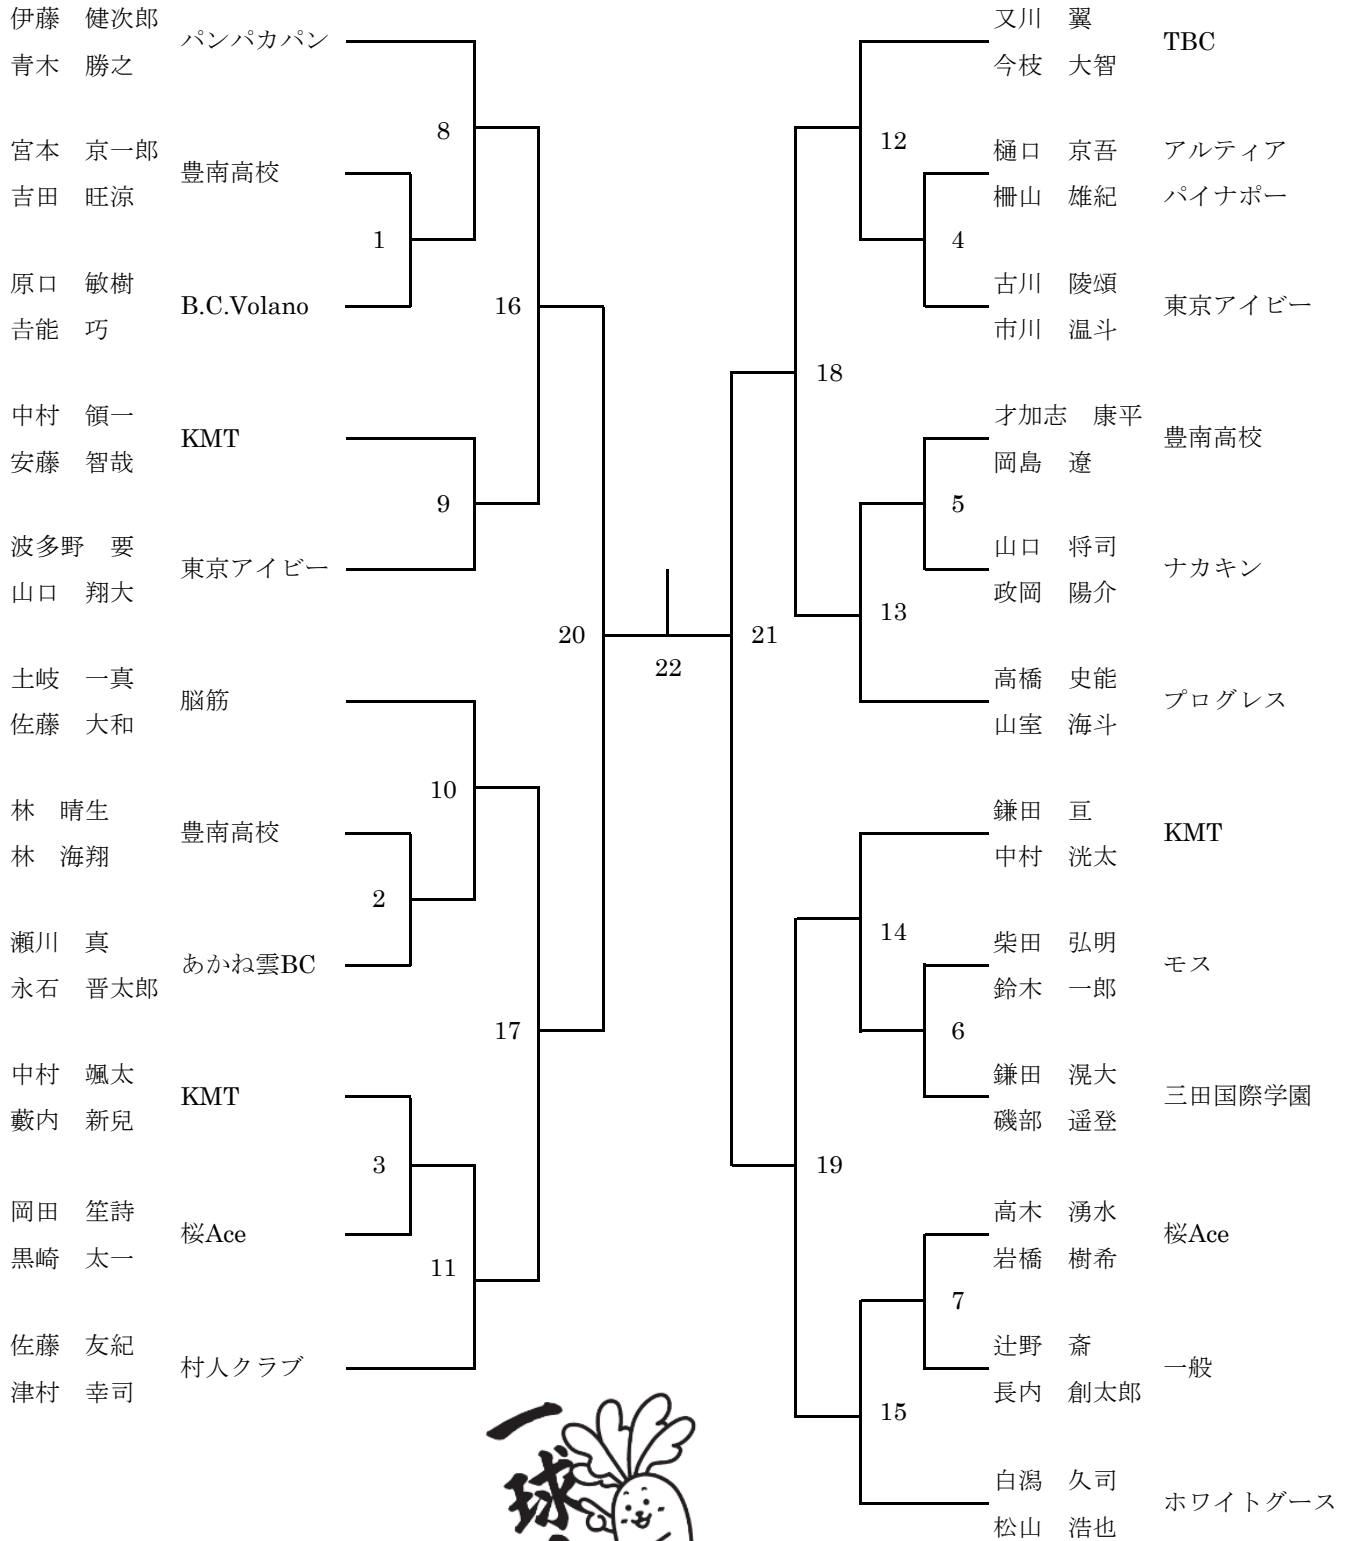 伊藤　健次郎
パンパカパン
青木　勝之
8
宮本　京一郎
豊南高校
吉田　旺涼
1
原口　敏樹
B.C.Volano
𠮷能　巧
16
中村　領一
KMT
安藤　智哉
9
波多野　要
東京アイビー
山口　翔大
20
22
土岐　一真
脳筋
佐藤　大和
10
林　晴生
豊南高校
林　海翔
2
瀬川　真
あかね雲BC
永石　晋太郎
17
中村　颯太
KMT
藪内　新兒
3
岡田　笙詩
桜Ace
黒崎　太一
11
佐藤　友紀
村人クラブ
津村　幸司
又川　翼
TBC
今枝　大智
12
樋口　京吾　アルティア
柵山　雄紀　パイナポー
4
古川　陵頌
東京アイビー
市川　温斗
18
才加志　康平
豊南高校
岡島　遼
5
山口　将司
ナカキン
政岡　陽介
13
21
高橋　史能
プログレス
山室　海斗
鎌田　亘
KMT
中村　洸太
14
柴田　弘明
モス
鈴木　一郎
6
鎌田　滉大
三田国際学園
磯部　遥登
19
高木　湧水
桜Ace
岩橋　樹希
7
辻野　斎
一般
長内　創太郎
15
白潟　久司
ホワイトグース
松山　浩也
一球